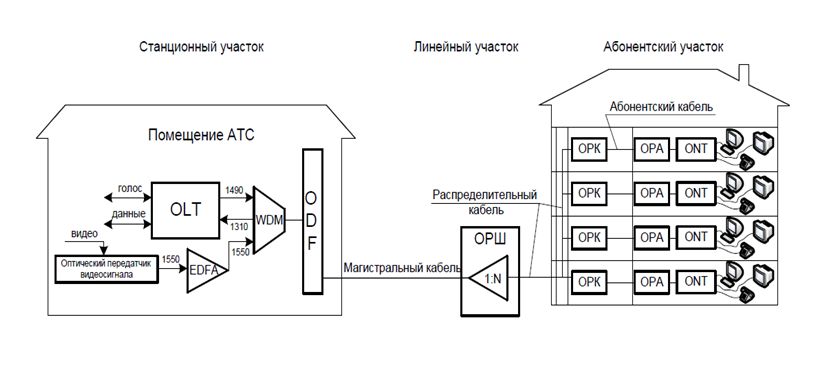 Станционный участок
Линейный участок
Абонентский участок
Помещение АТС
голос
данные
видео
OLT
1490
1310
1550
WDM
ODF
Оптический передатчик
видеосигнала
1550
EDFA
Магистральный кабель
ОРШ
1:N
Распределительный
кабель
Абонентский кабель
ОРК
ОРА
ONT
ОРК
ОРА
ONT
ОРК
ОРА
ONT
ОРК
ОРА
ONT